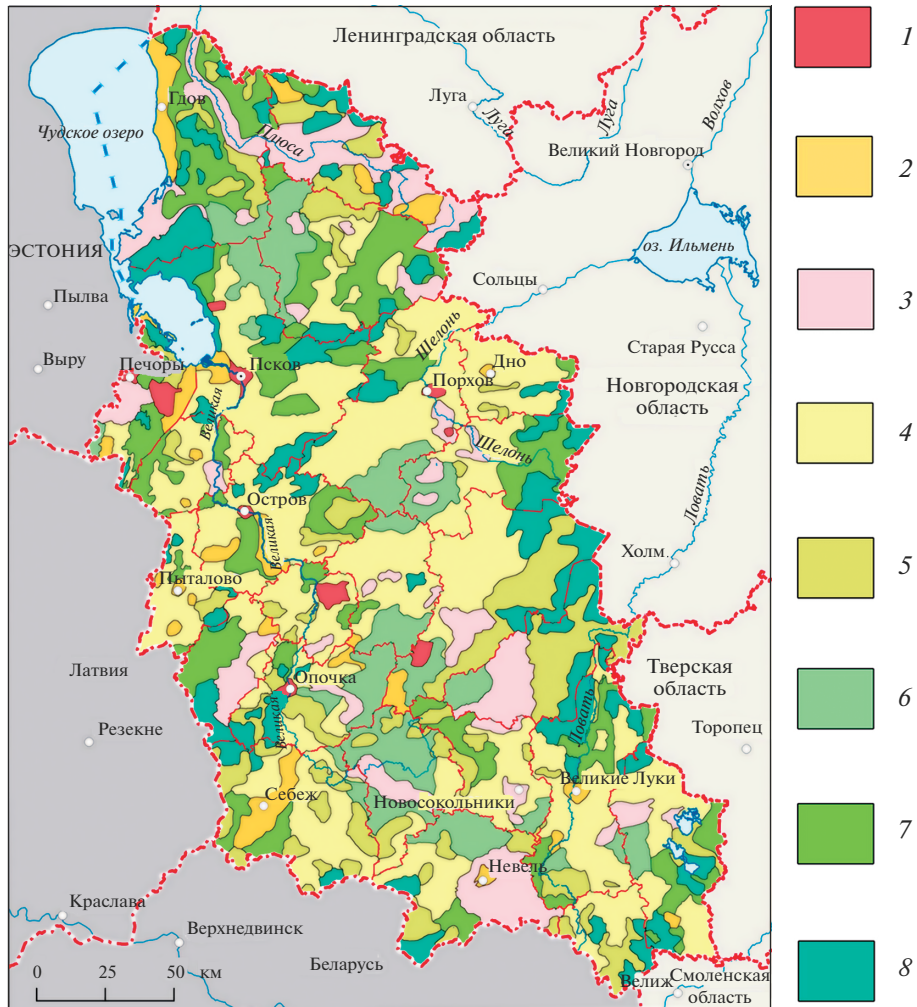 Ленинградская область
1
Гдов
Луга
Луга
Луга
Волхов
Чудское озеро
Плюса
Великий Новгород
2
ЭСТОНИЯ
оз. Ильмень
Сольцы
3
Пылва
Шелонь
Старая Русса
Выру
Печоры
Псков
Дно
Порхов
Новгородская
область
4
Великая
Шелонь
Ловать
Остров
Великая
Холм
5
Пыталово
Латвия
Опочка
Тверская
область
6
Великая
Ловать
Резекне
Торопец
Себеж
Новосокольники
Великие Луки
7
Невель
Краслава
Верхнедвинск
Беларусь
0 25 50 км
Велиж
Смоленская
область
8